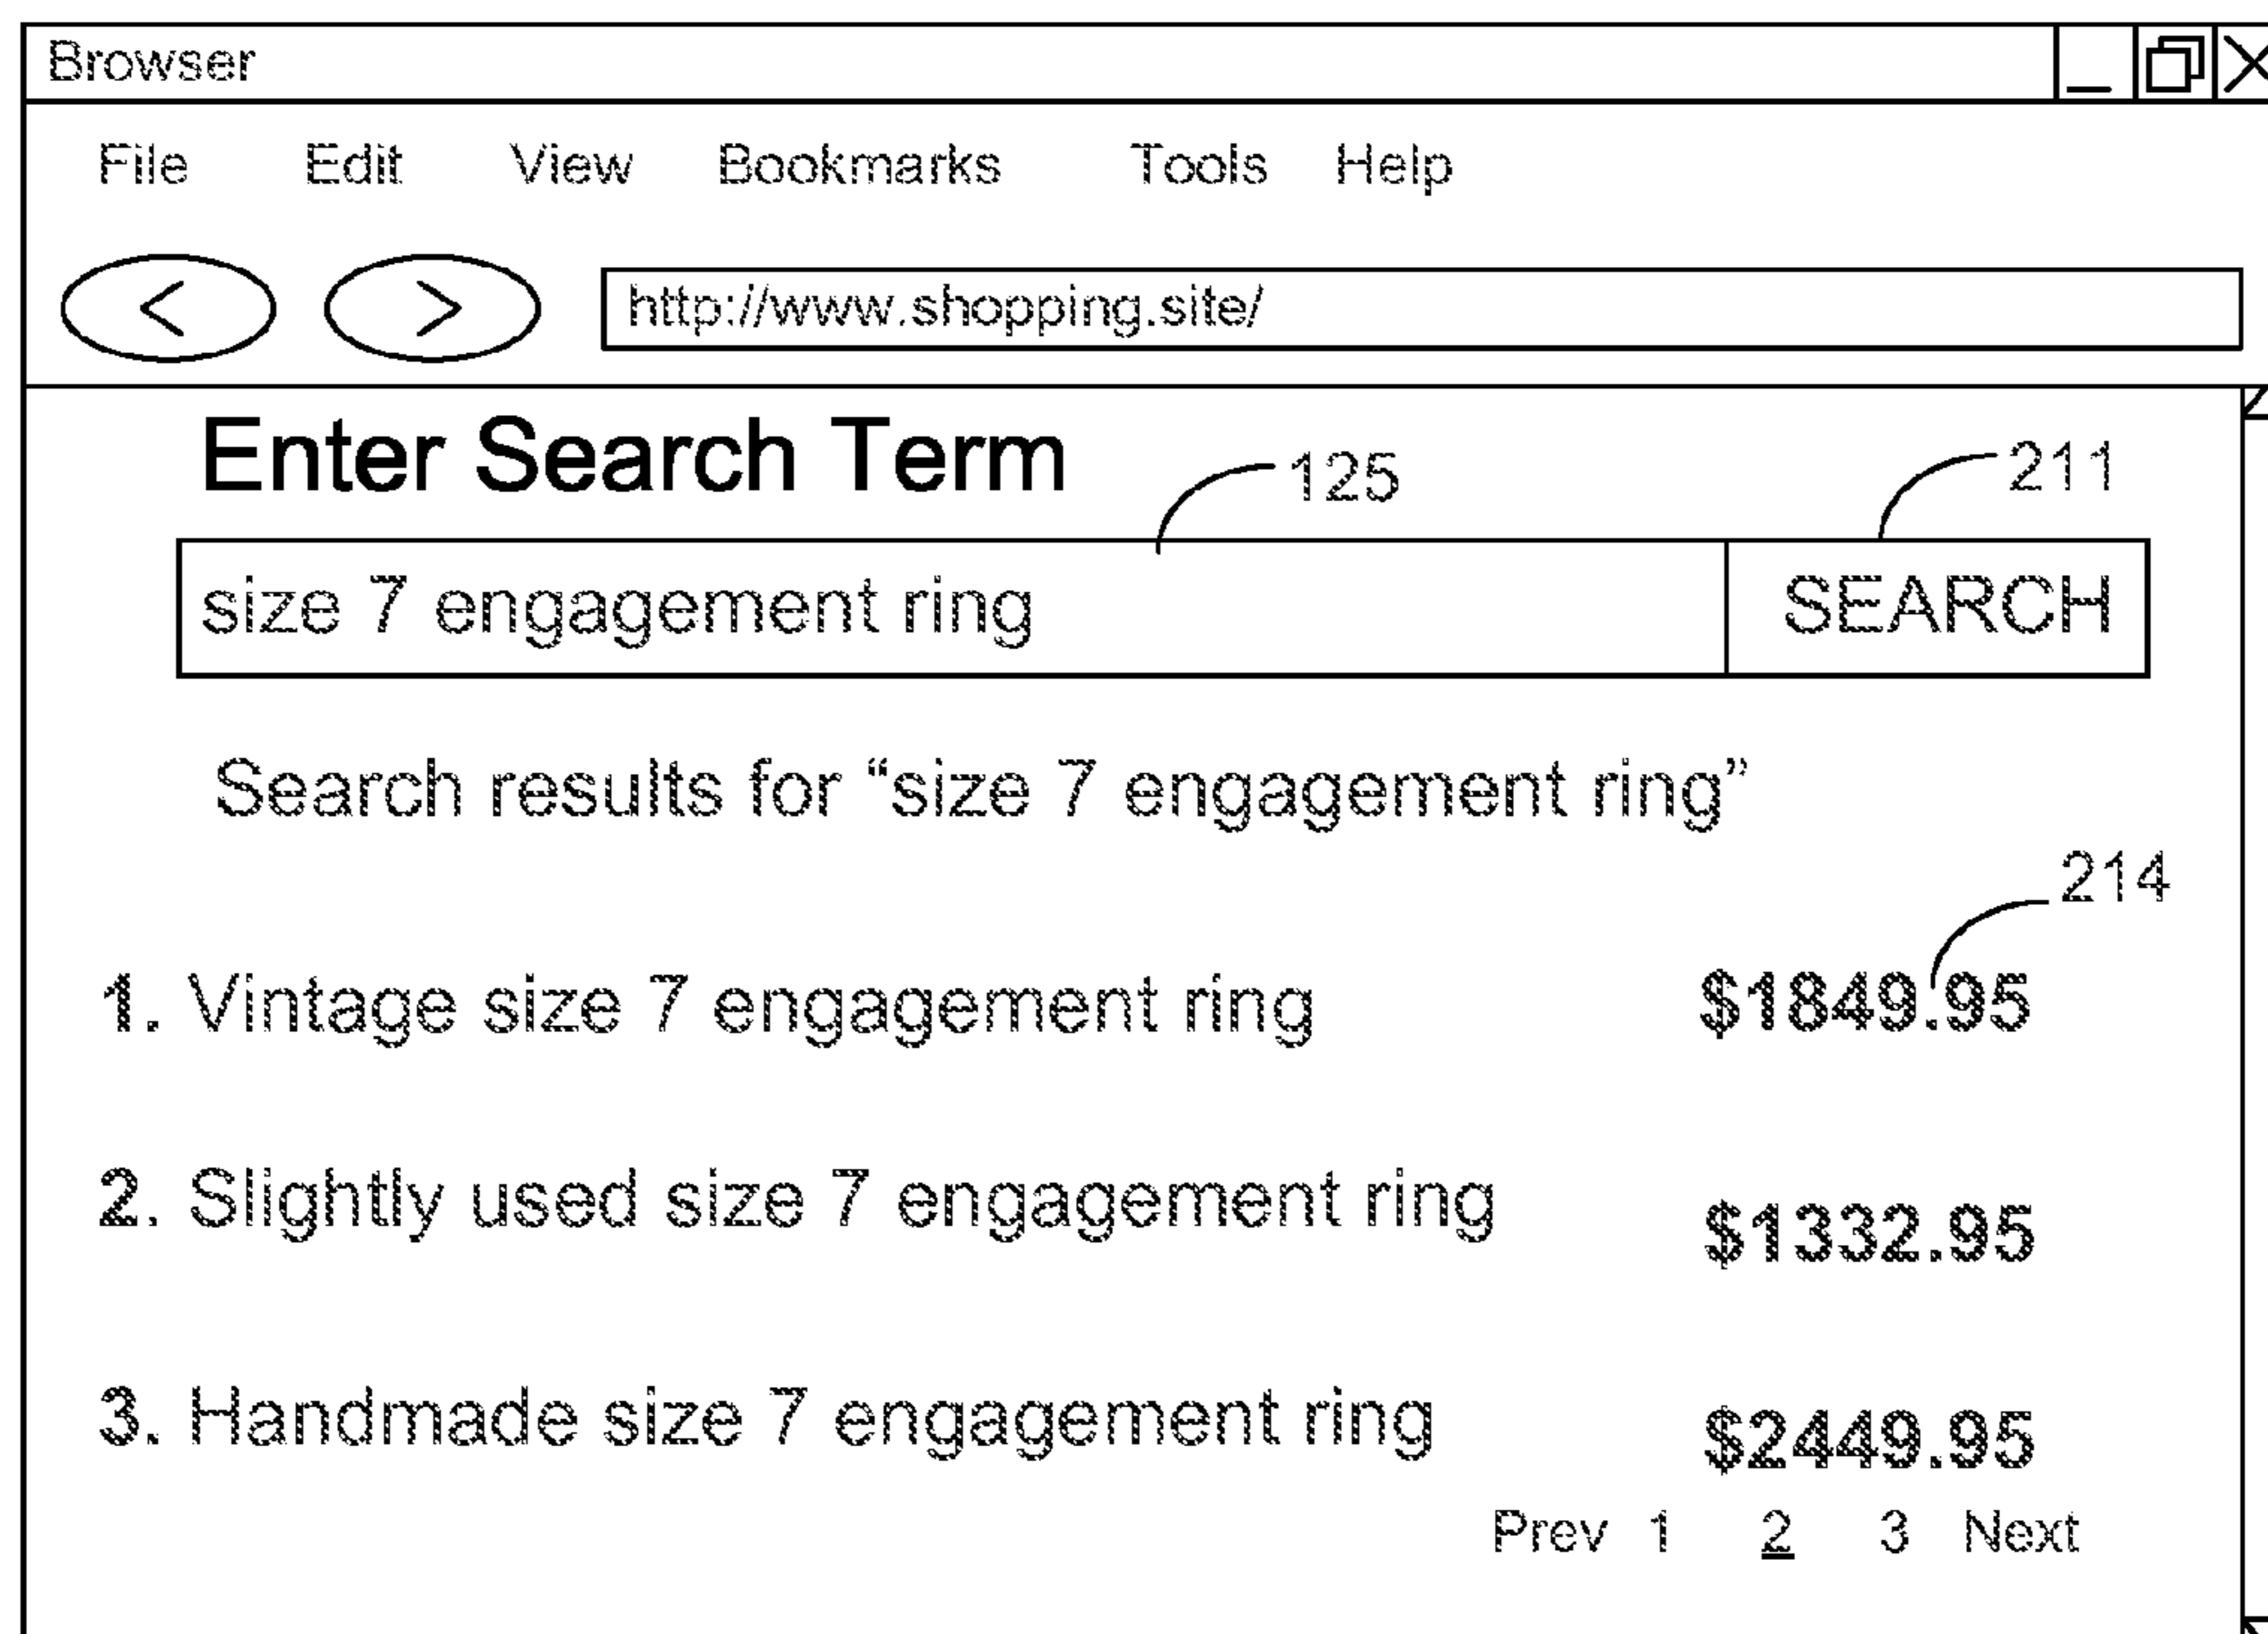 Browser
File Edit View Bookmarks Tools Help
< > http://www.shopping.site/
Enter Search Term
125
211
size 7 engagement ring SEARCH
Search results for “size 7 engagement ring”
214
1. Vintage size 7 engagement ring $1849.95
2. Slightly used size 7 engagement ring $1332.95
3. Handmade size 7 engagement ring $2449.95
Prev 1 2 3 Next